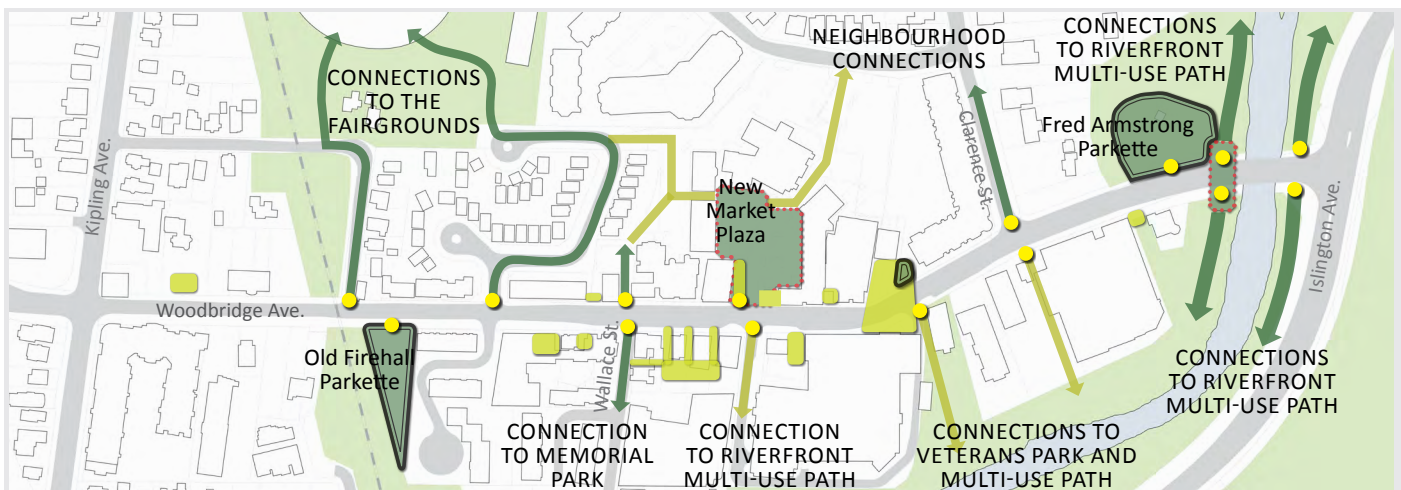 CONNECTIONS
TO THE
FAIRGROUNDS
NEIGHBOURHOOD
CONNECTIONS
CONNECTIONS
TO RIVERFRONT
MULTI-USE PATH
Kipling Ave.
Clarence St.
Fred Armstrong
Parkette
New
Market
Plaza
Islington Ave.
Woodbridge Ave.
Old Firehall
Parkette
Wallace St.
CONNECTION
TO MEMORIAL
PARK
CONNECTION
TO RIVERFRONT
MULTI-USE PATH
CONNECTIONS TO
VETERANS PARK AND
MULTI-USE PATH
CONNECTIONS
TO RIVERFRONT
MULTI-USE PATH